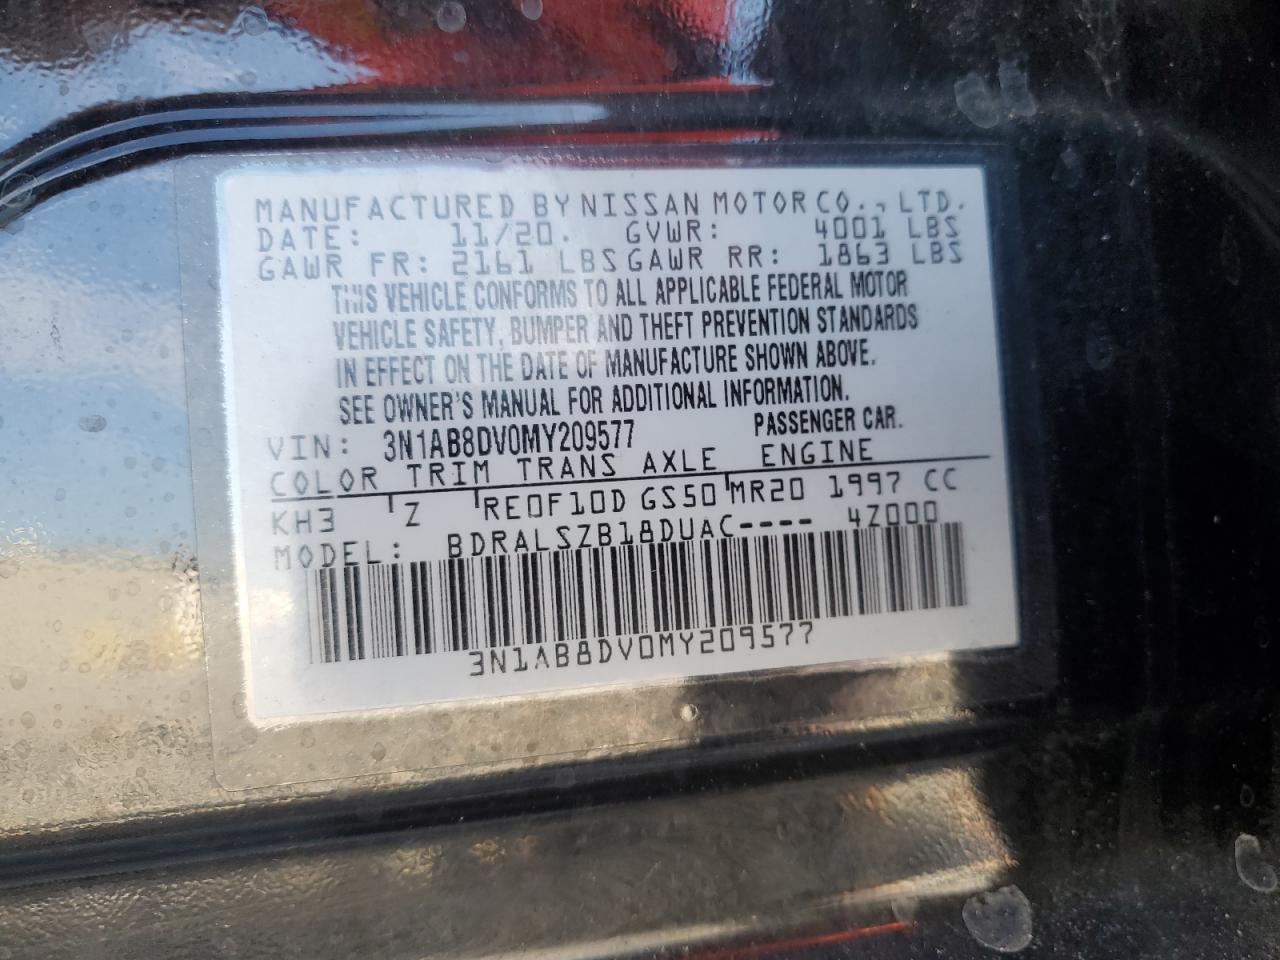 MANUFACTURED BY NISSAN MOTOR CO., LTD.
DATE: 11/20. GVWR: 4001 LBS
GAWR FR: 2161 LBS GAWR RR: 1863 LBS
THIS VEHICLE CONFORMS TO ALL APPLICABLE FEDERAL MOTOR
VEHICLE SAFETY, BUMPER AND THEFT PREVENTION STANDARDS
IN EFFECT ON THE DATE OF MANUFACTURE SHOWN ABOVE.
SEE OWNER'S MANUAL FOR ADDITIONAL INFORMATION.
VIN: 3N1AB8DV0MY209577 PASSENGER CAR.
COLOR TRIM TRANS AXLE ENGINE
KH3 Z RE0F10D GS50 MR20 1997 CC
MODEL: BDRALSZB18DUAC---- 4Z000
3N1AB8DV0MY209577